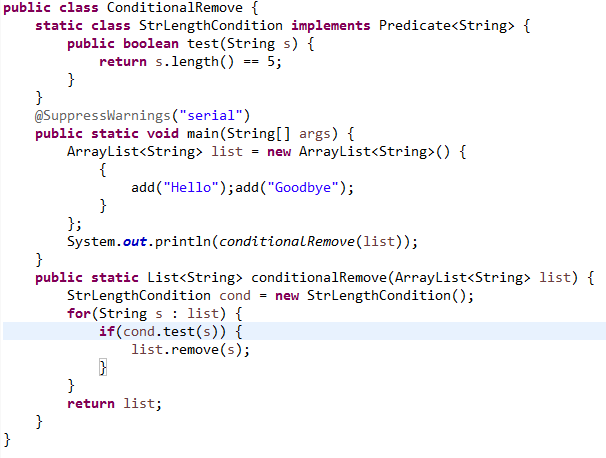 public class ConditionalRemove {
    static class StrLengthCondition implements Predicate<String> {
        public boolean test(String s) {
            return s.length() == 5;
        }
    }
    @SuppressWarnings("serial")
    public static void main(String[] args) {
        ArrayList<String> list = new ArrayList<String>() {
            {
                add("Hello");add("Goodbye");
            }
        };
        System.out.println(conditionalRemove(list));
    }
    public static List<String> conditionalRemove(ArrayList<String> list) {
        StrLengthCondition cond = new StrLengthCondition();
        for(String s : list) {
            if(cond.test(s)) {
                list.remove(s);
            }
        }
        return list;
    }
}